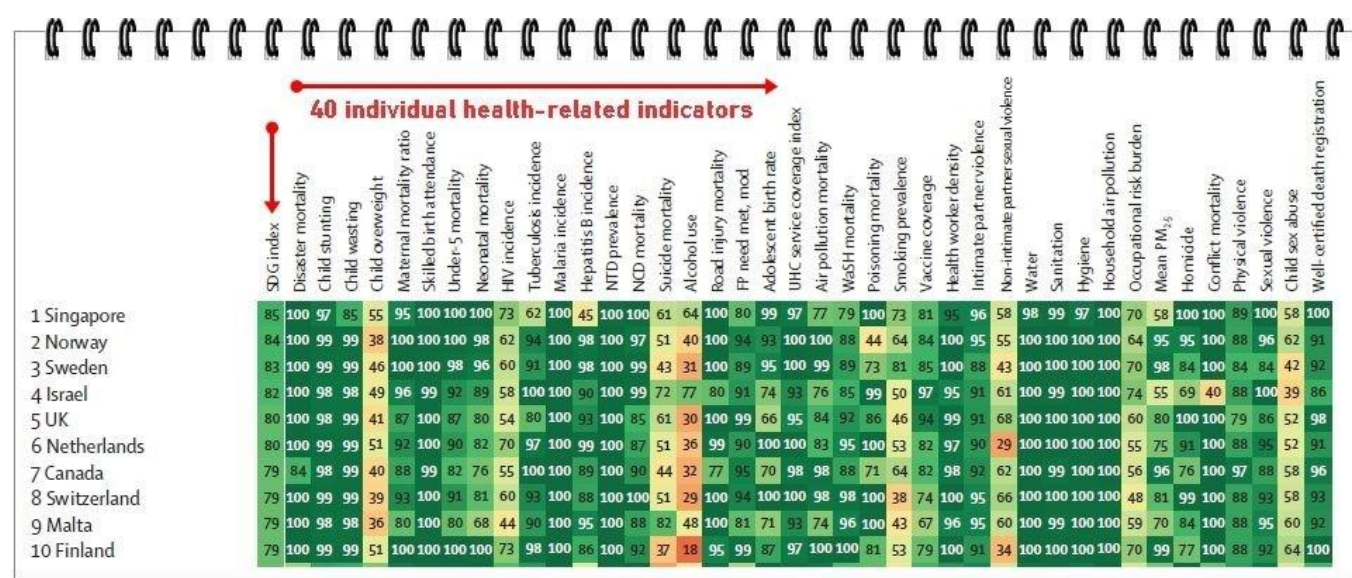 40 individual health-related indicators
SDG index
Disaster mortality
Child stunting
Child wasting
Child overweight
Maternal mortality ratio
Skilled birth attendance
Under-5 mortality
Neonatal mortality
HIV incidence
Tuberculosis incidence
Malaria incidence
Hepatitis B incidence
NTD prevalence
NCD mortality
Suicide mortality
Alcohol use
Road injury mortality
FP need met, mod
Adolescent birth rate
UHC service coverage index
Air pollution mortality
WaSH mortality
Poisoning mortality
Smoking prevalence
Vaccine coverage
Health worker density
Intimate partner violence
Non-intimate partner sexual violence
Water
Sanitation
Hygiene
Household air pollution
Occupational risk burden
Mean PM2·5
Homicide
Conflict mortality
Physical violence
Sexual violence
Child sex abuse
Well-certified death registration
1 Singapore 85 100 97 85 55 95 100 100 100 73 62 100 45 100 100 61 64 100 80 99 97 77 79 100 73 81 95 96 58 98 99 97 100 70 58 100 100 89 100 58 100
2 Norway 84 100 99 99 38 100 100 100 98 62 94 100 98 100 97 51 40 100 94 93 100 100 88 44 64 84 100 95 55 100 100 100 100 64 95 95 100 88 96 62 91
3 Sweden 83 100 99 99 46 100 100 98 96 60 91 100 98 100 99 43 31 100 89 95 100 99 89 73 81 85 100 88 43 100 100 100 100 70 98 84 100 84 84 42 92
4 Israel 82 100 98 98 49 96 99 92 89 58 100 100 90 100 99 72 77 80 91 74 93 76 85 99 50 97 95 91 61 100 99 100 100 74 55 69 40 88 100 39 86
5 UK 80 100 99 98 41 87 100 87 80 54 80 100 93 100 85 61 30 100 99 66 95 84 92 86 46 94 99 91 68 100 100 100 100 60 80 100 100 79 86 52 98
6 Netherlands 80 100 99 99 51 92 100 90 82 70 97 100 99 100 87 51 36 99 90 100 100 83 95 100 53 82 97 90 29 100 100 100 100 55 75 91 100 88 95 52 91
7 Canada 79 84 98 99 40 88 99 82 76 55 100 100 89 100 90 44 32 77 95 70 98 98 88 71 64 82 98 92 62 100 99 100 100 56 96 76 100 97 88 58 96
8 Switzerland 79 100 99 99 39 93 100 91 81 60 93 100 88 100 100 51 29 100 94 100 100 98 98 100 38 74 100 95 66 100 100 100 100 48 81 99 100 88 93 58 93
9 Malta 79 100 98 98 36 80 100 80 68 44 90 100 95 100 88 82 48 100 81 71 93 74 96 100 43 67 96 95 60 100 99 100 100 59 70 84 100 88 95 60 92
10 Finland 79 100 99 99 51 100 100 100 100 73 98 100 86 100 92 37 18 95 99 87 97 100 100 81 53 79 100 91 34 100 100 100 100 70 99 77 100 88 92 64 100